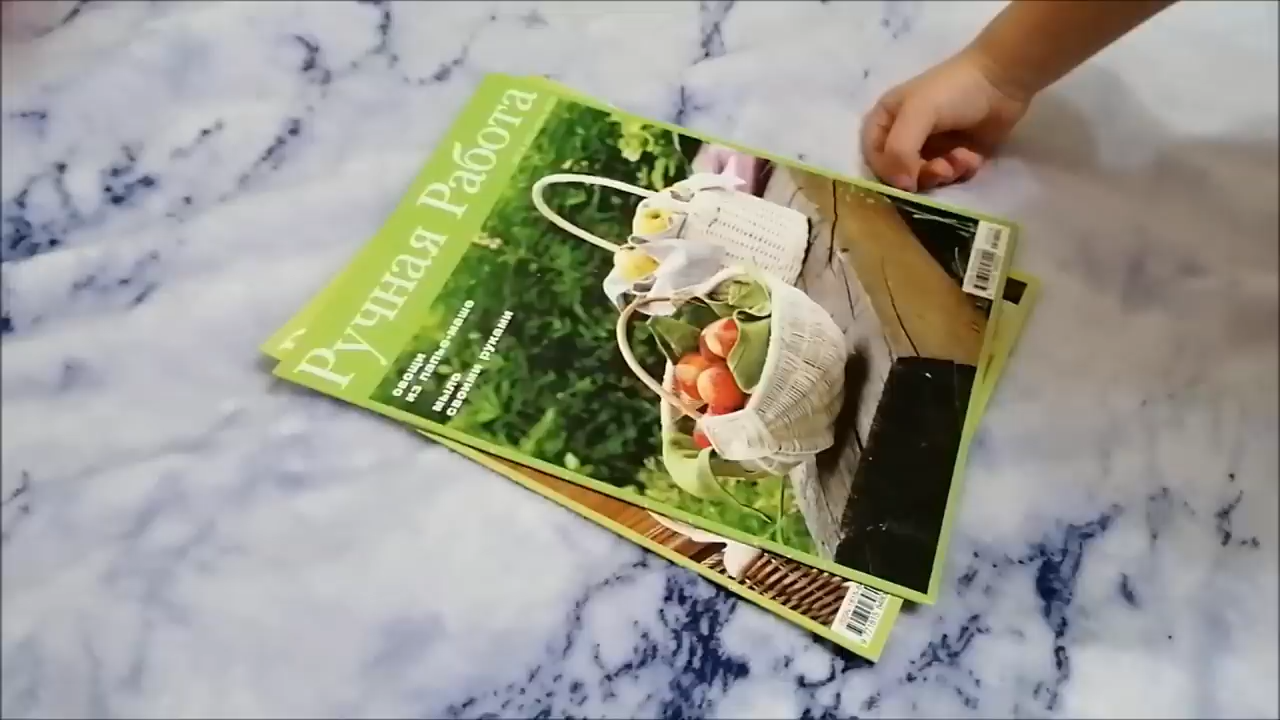 Ручная Работа
овощи
из папье-маше
мыло
своими руками